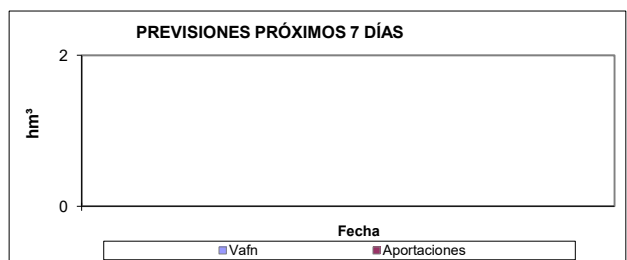 PREVISIONES PRÓXIMOS 7 DÍAS
2
hm³
0
Fecha
Vafn Aportaciones